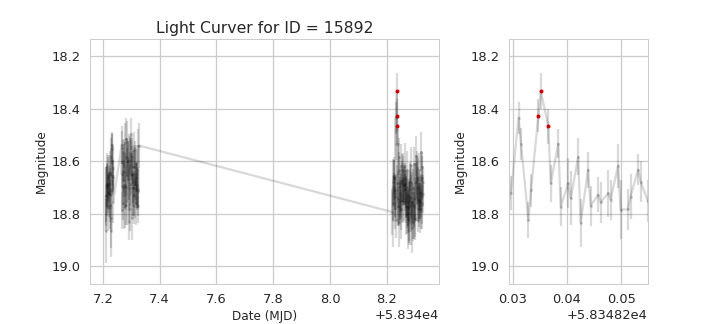 Light Curver for ID = 15892
18.2
18.4
18.6
18.8
19.0
Magnitude
7.2 7.4 7.6 7.8 8.0 8.2
Date (MJD)
+5.834e4
18.2
18.4
18.6
18.8
19.0
Magnitude
0.03 0.04 0.05
+5.83482e4